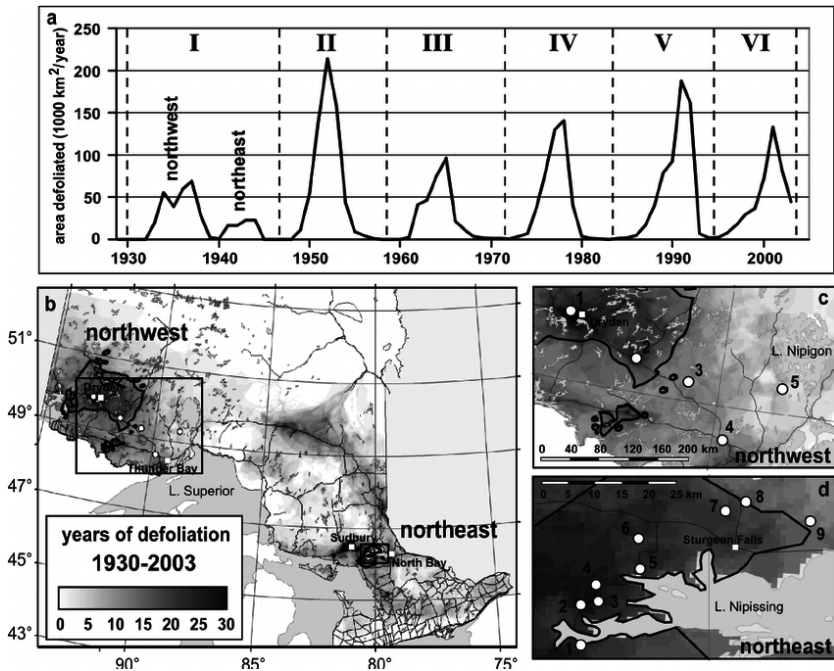 a
I II III IV V VI
area defoliated (1000 km²/year)
250
200
150
100
50
0
northwest
northeast
1930 1940 1950 1960 1970 1980 1990 2000
b
northwest
51°
49°
47°
45°
43°
Dryden
Thunder Bay
L. Superior
northeast
Sudbury
North Bay
years of defoliation
1930-2003
0 5 10 15 20 25 30
90° 85° 80° 75°
c
1
Dryden
2
3
L. Nipigon
5
4
0 40 80 120 160 200 km
northwest
d
0 5 10 15 20 25 km
7 8
9
6
Sturgeon Falls
5
4
2 3
L. Nipissing
1
northeast